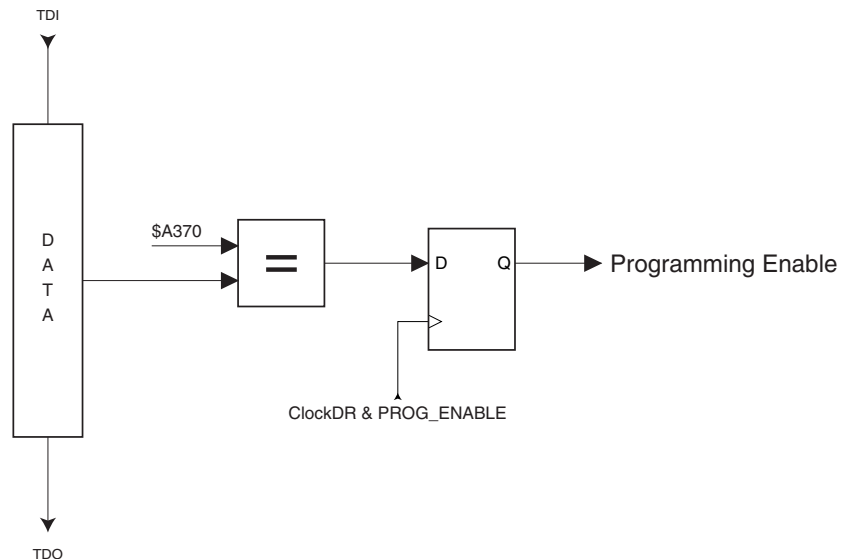 TDI
D
A
T
A
$A370
=
D
Q
Programming Enable
ClockDR & PROG_ENABLE
TDO